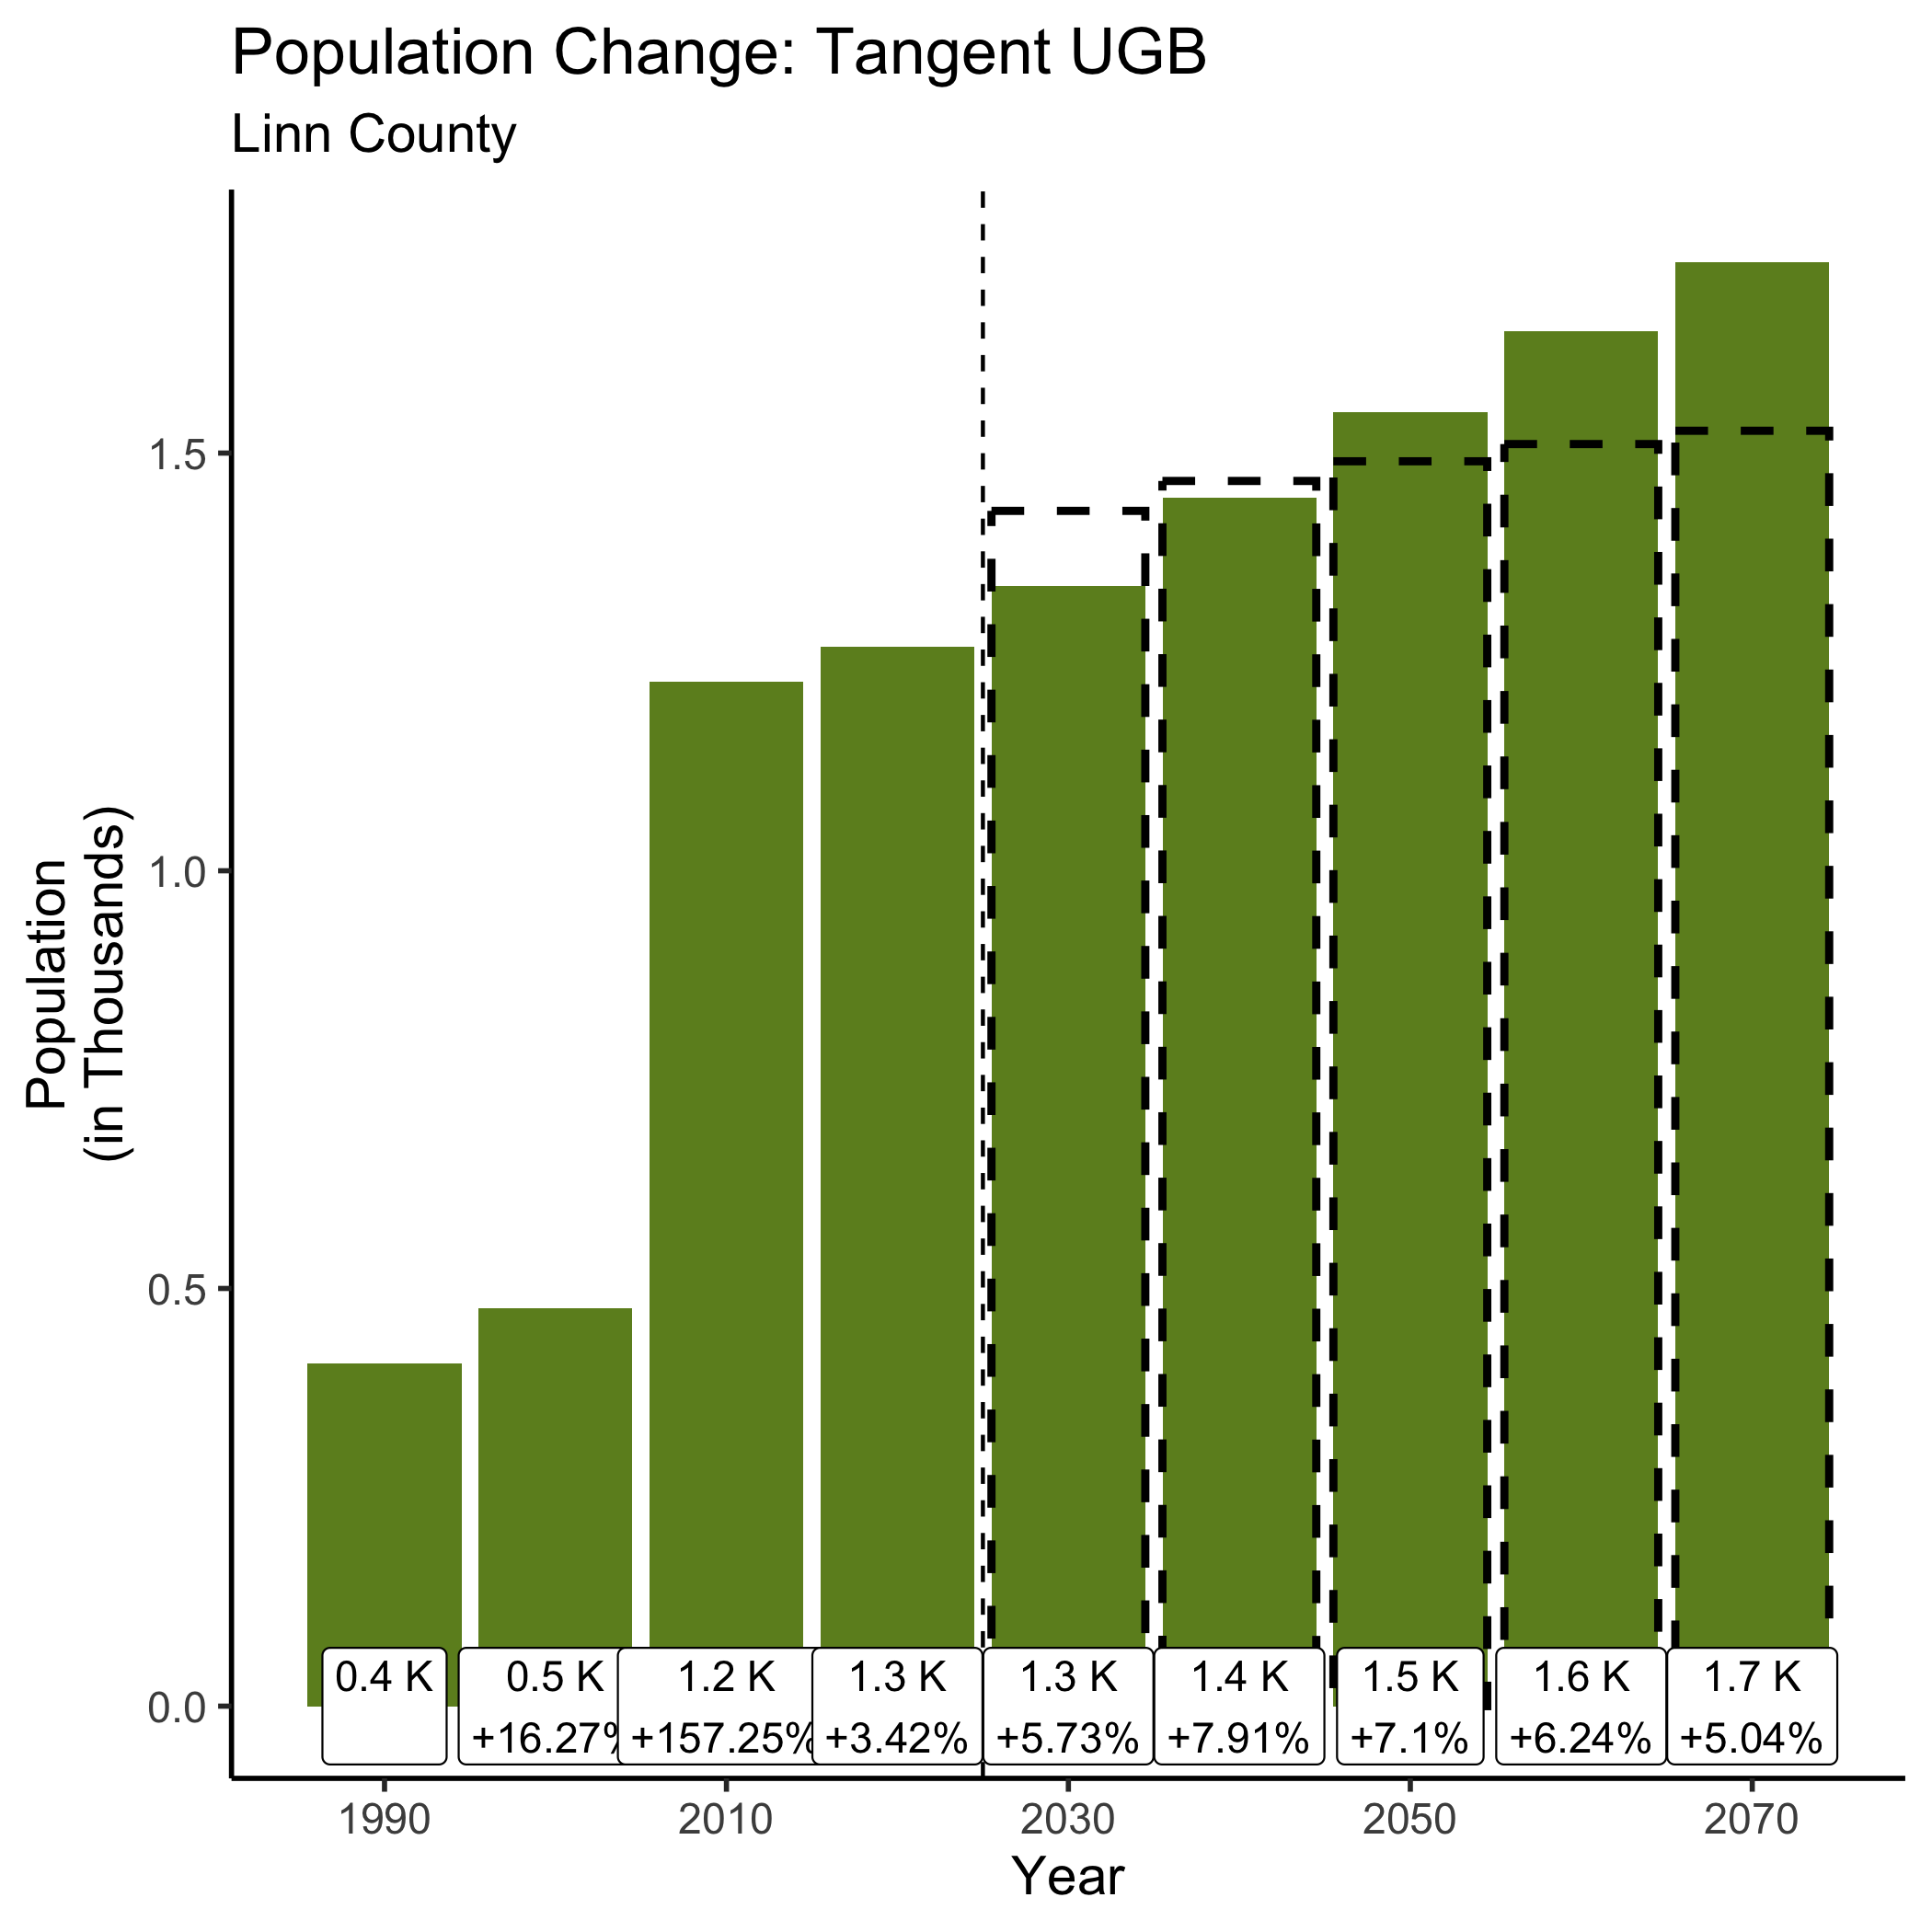 Population Change: Tangent UGB
Linn County
Population
(in Thousands)
1.5
1.0
0.5
0.0
0.4 K
0.5 K
+16.27%
1.2 K
+157.25%
1.3 K
+3.42%
1.3 K
+5.73%
1.4 K
+7.91%
1.5 K
+7.1%
1.6 K
+6.24%
1.7 K
+5.04%
1990
2010
2030
2050
2070
Year